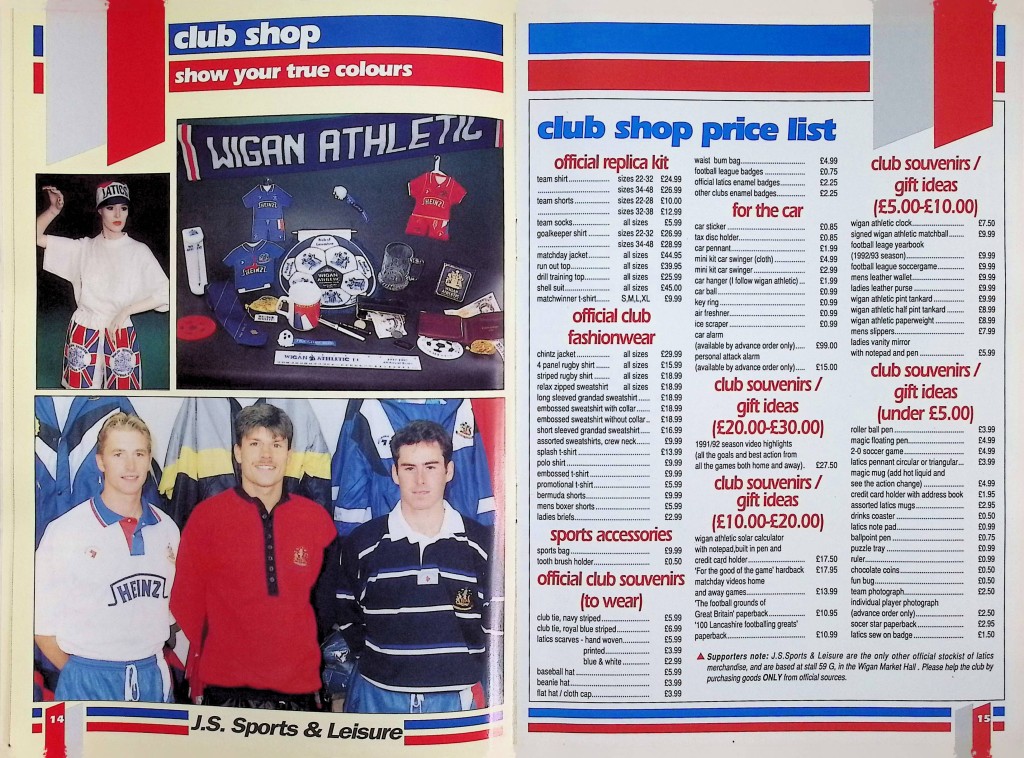 club shop
show your true colours
WIGAN ATHLETIC
LATICS
HEINZ
HEINZ
HEINZ
WIGAN ATHLETIC
HEINZ
14
J.S. Sports & Leisure
club shop price list
official replica kit
team shirt sizes 22-32 £24.99
sizes 34-48 £26.99
team shorts sizes 22-28 £10.00
sizes 32-38 £12.99
team socks all sizes £5.99
goalkeeper shirt sizes 22-32 £26.99
sizes 34-48 £28.99
matchday jacket all sizes £44.95
run out top all sizes £39.95
drill training top all sizes £25.99
shell suit all sizes £45.00
matchwinner t-shirt S,M,L,XL £9.99
official club
fashionwear
chintz jacket all sizes £29.99
4 panel rugby shirt all sizes £15.99
striped rugby shirt all sizes £18.99
relax zipped sweatshirt all sizes £18.99
long sleeved grandad sweatshirt £18.99
embossed sweatshirt with collar £18.99
embossed sweatshirt without collar £18.99
short sleeved grandad sweatshirt £16.99
assorted sweatshirts, crew neck £9.99
splash t-shirt £13.99
polo shirt £9.99
embossed t-shirt £9.99
promotional t-shirt £5.99
bermuda shorts £9.99
mens boxer shorts £5.99
ladies briefs £2.99
sports accessories
sports bag £9.99
tooth brush holder £0.50
official club souvenirs
(to wear)
club tie, navy striped £5.99
club tie, royal blue striped £6.99
latics scarves - hand woven £5.99
printed £3.99
blue & white £2.99
baseball hat £5.99
beanie hat £3.99
flat hat / cloth cap £3.99
waist bum bag £4.99
football league badges £0.75
official latics enamel badges £2.25
other clubs enamel badges £2.25
for the car
car sticker £0.85
tax disc holder £0.85
car pennant £1.99
mini kit car swinger (cloth) £4.99
mini kit car swinger £2.99
car hanger (I follow wigan athletic) £1.99
car ball £0.99
key ring £0.99
air freshner £0.99
ice scraper £0.99
car alarm
(available by advance order only) £99.00
personal attack alarm
(available by advance order only) £15.00
club souvenirs /
gift ideas
(£20.00-£30.00)
1991/92 season video highlights
(all the goals and best action from
all the games both home and away). £27.50
club souvenirs /
gift ideas
(£10.00-£20.00)
wigan athletic solar calculator
with notepad,built in pen and
credit card holder £17.50
'For the good of the game' hardback £17.95
matchday videos home
and away games £13.99
'The football grounds of
Great Britain' paperback £10.95
'100 Lancashire footballing greats'
paperback £10.99
club souvenirs /
gift ideas
(£5.00-£10.00)
wigan athletic clock £7.50
signed wigan athletic matchball £9.99
football leage yearbook
(1992/93 season) £9.99
football league soccergame £9.99
mens leather wallet £9.99
ladies leather purse £9.99
wigan athletic pint tankard £9.99
wigan athletic half pint tankard £8.99
wigan athletic paperweight £8.99
mens slippers £7.99
ladies vanity mirror
with notepad and pen £5.99
club souvenirs /
gift ideas
(under £5.00)
roller ball pen £3.99
magic floating pen £4.99
2-0 soccer game £4.99
latics pennant circular or triangular £3.99
magic mug (add hot liquid and
see the action change) £4.99
credit card holder with address book £1.95
assorted latics mugs £2.95
drinks coaster £0.50
latics note pad £0.99
ballpoint pen £0.75
puzzle tray £0.99
ruler £0.99
chocolate coins £0.50
fun bug £0.50
team photograph £2.50
individual player photograph
(advance order only) £2.50
socer star paperback £2.95
latics sew on badge £1.50
Supporters note: J.S.Sports & Leisure are the only other official stockist of latics
merchandise, and are based at stall 59 G, in the Wigan Market Hall . Please help the club by
purchasing goods ONLY from official sources.
15